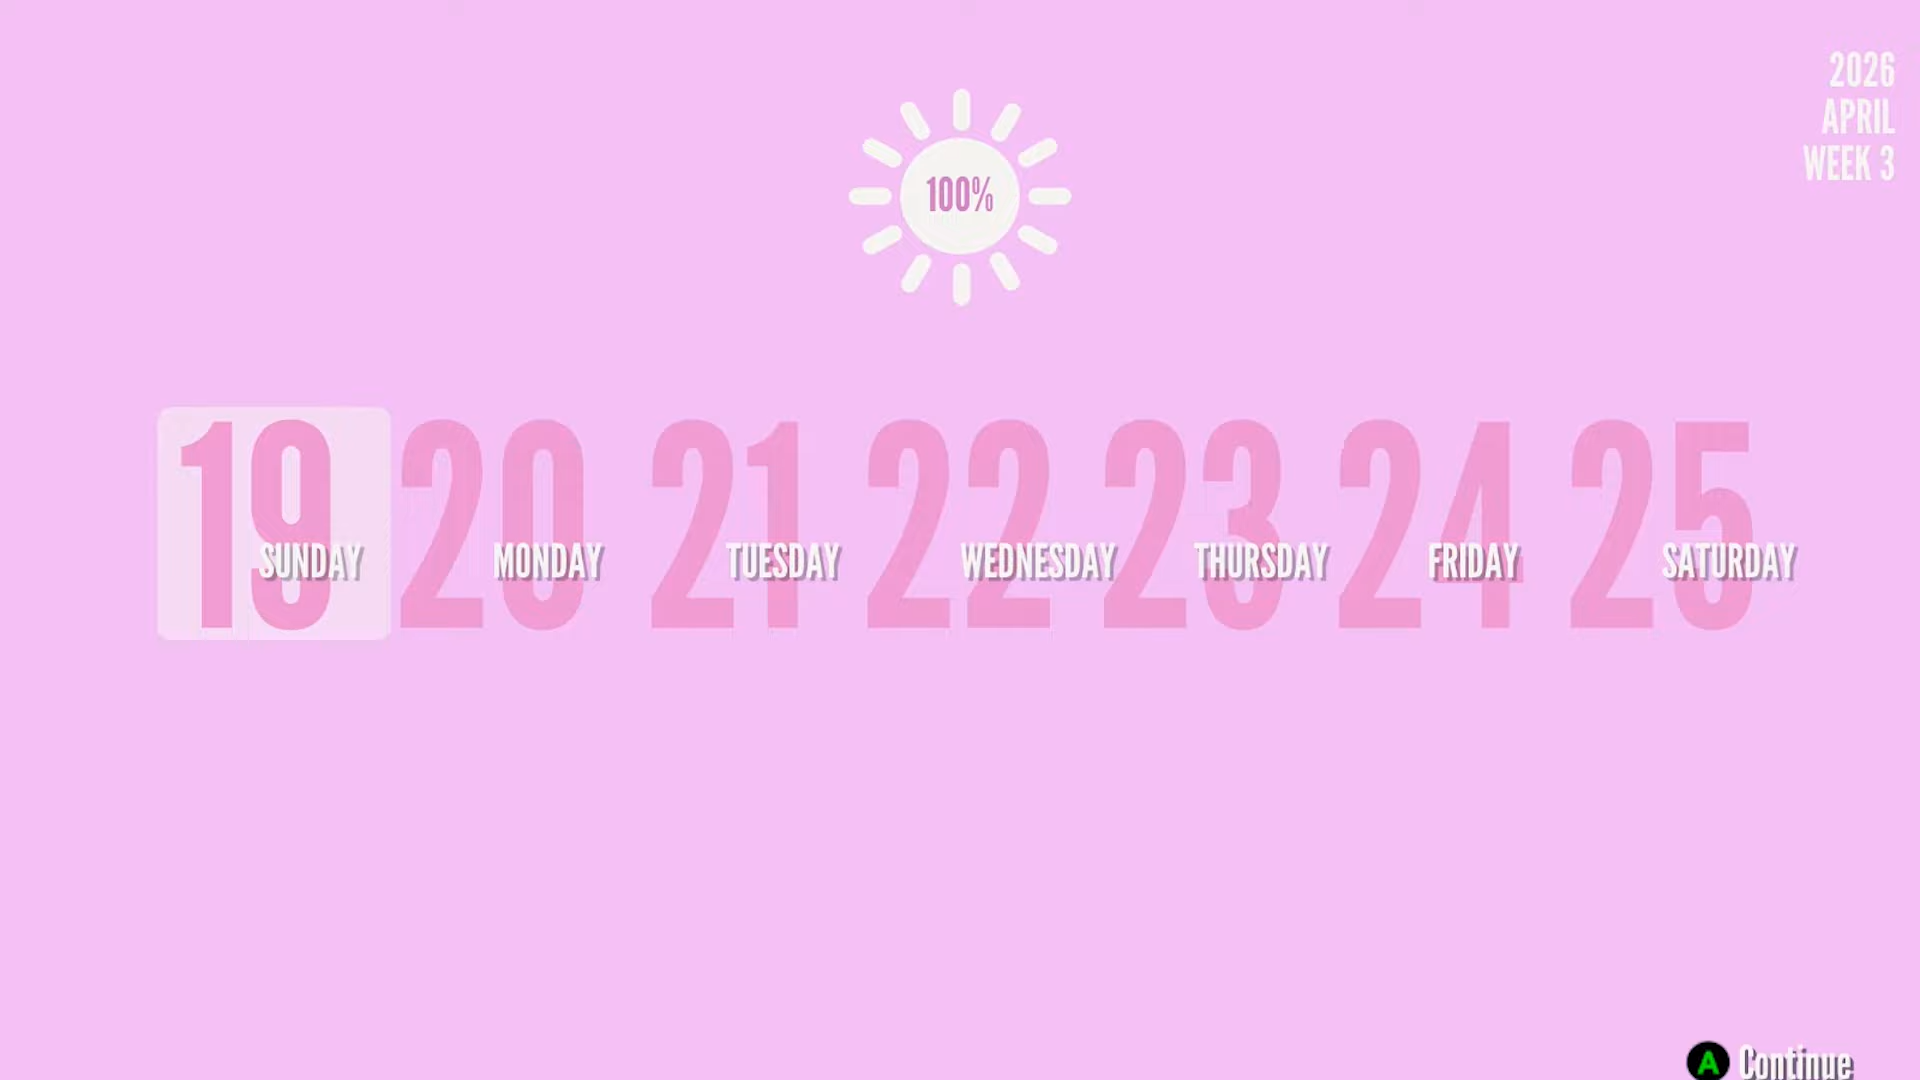 2026
APRIL
WEEK 3
100%
19 20 21 22 23 24 25
SUNDAY MONDAY TUESDAY WEDNESDAY THURSDAY FRIDAY SATURDAY
A Continue